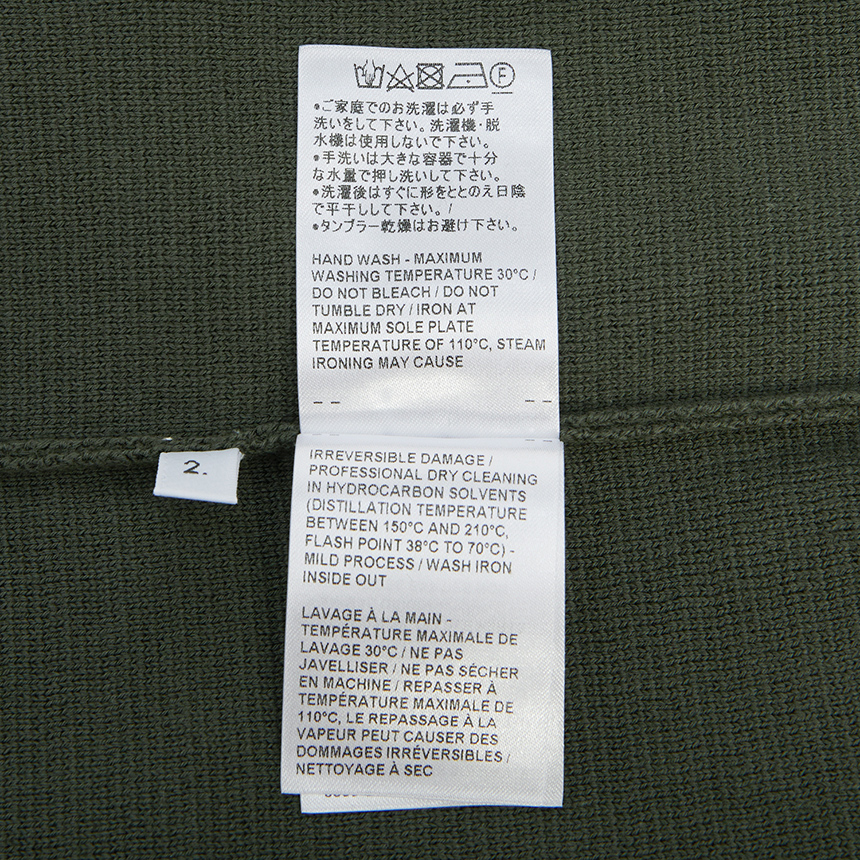 F
•ご家庭でのお洗濯は必ず手
洗いをして下さい。洗濯機・脱
水機は使用しないで下さい。
•手洗いは大きな容器で十分
な水量で押し洗いして下さい。
•洗濯後はすぐに形をととのえ日陰
で平干しして下さい。/
•タンブラー乾燥はお避け下さい。
HAND WASH - MAXIMUM
WASHING TEMPERATURE 30°C /
DO NOT BLEACH / DO NOT
TUMBLE DRY / IRON AT
MAXIMUM SOLE PLATE
TEMPERATURE OF 110°C, STEAM
IRONING MAY CAUSE
2.
IRREVERSIBLE DAMAGE /
PROFESSIONAL DRY CLEANING
IN HYDROCARBON SOLVENTS
(DISTILLATION TEMPERATURE
BETWEEN 150°C AND 210°C,
FLASH POINT 38°C TO 70°C) -
MILD PROCESS / WASH IRON
INSIDE OUT
LAVAGE À LA MAIN -
TEMPÉRATURE MAXIMALE DE
LAVAGE 30°C / NE PAS
JAVELLISER / NE PAS SÉCHER
EN MACHINE / REPASSER À
TEMPÉRATURE MAXIMALE DE
110°C, LE REPASSAGE À LA
VAPEUR PEUT CAUSER DES
DOMMAGES IRRÉVERSIBLES /
NETTOYAGE À SEC